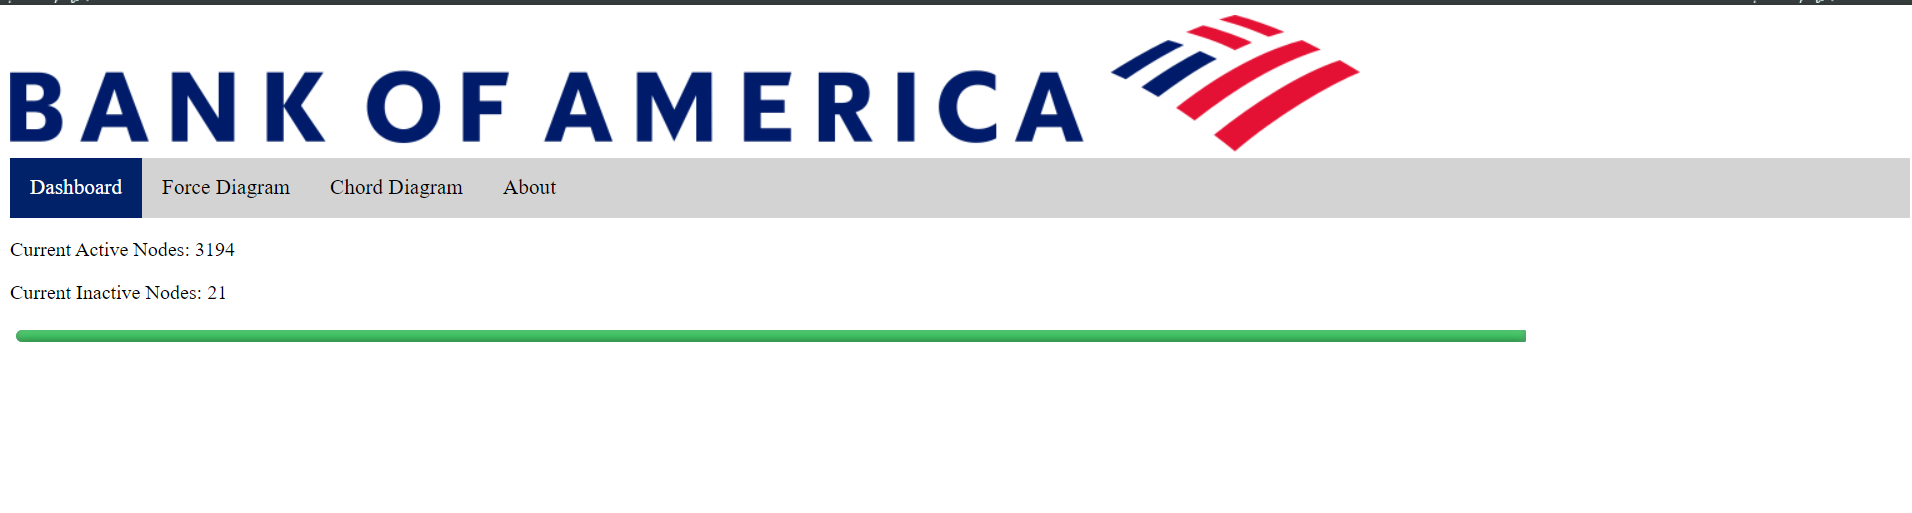 BANK OF AMERICA
Dashboard Force Diagram Chord Diagram About
Current Active Nodes: 3194
Current Inactive Nodes: 21